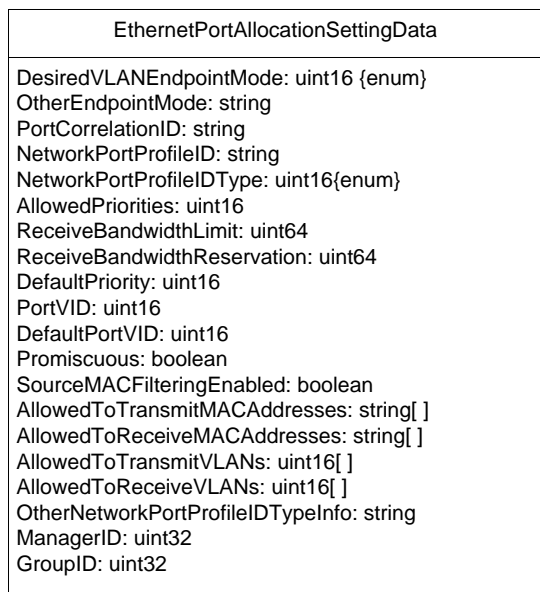 EthernetPortAllocationSettingData
DesiredVLANEndpointMode: uint16 {enum}
OtherEndpointMode: string
PortCorrelationID: string
NetworkPortProfileID: string
NetworkPortProfileIDType: uint16{enum}
AllowedPriorities: uint16
ReceiveBandwidthLimit: uint64
ReceiveBandwidthReservation: uint64
DefaultPriority: uint16
PortVID: uint16
DefaultPortVID: uint16
Promiscuous: boolean
SourceMACFilteringEnabled: boolean
AllowedToTransmitMACAddresses: string[ ]
AllowedToReceiveMACAddresses: string[ ]
AllowedToTransmitVLANs: uint16[ ]
AllowedToReceiveVLANs: uint16[ ]
OtherNetworkPortProfileIDTypeInfo: string
ManagerID: uint32
GroupID: uint32